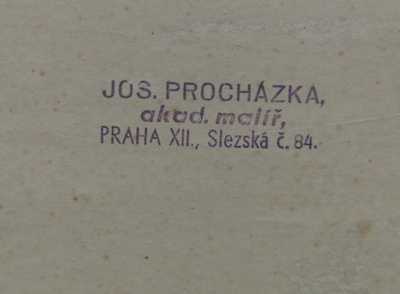 JOS. PROCHÁZKA,
akad. malíř,
PRAHA XII., Slezská č. 84.